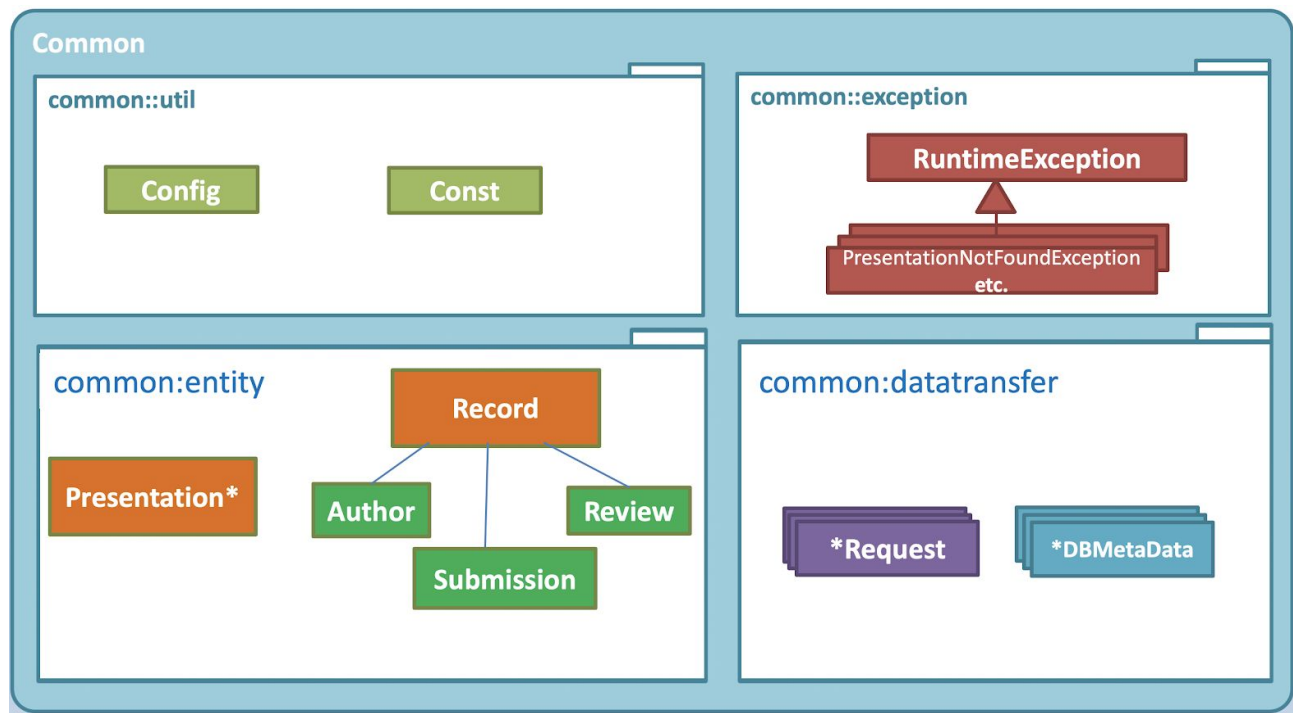 Common
common::util
Config
Const
common::exception
RuntimeException
PresentationNotFoundException
etc.
common:entity
Record
Presentation*
Author
Review
Submission
common:datatransfer
*Request
*DBMetaData